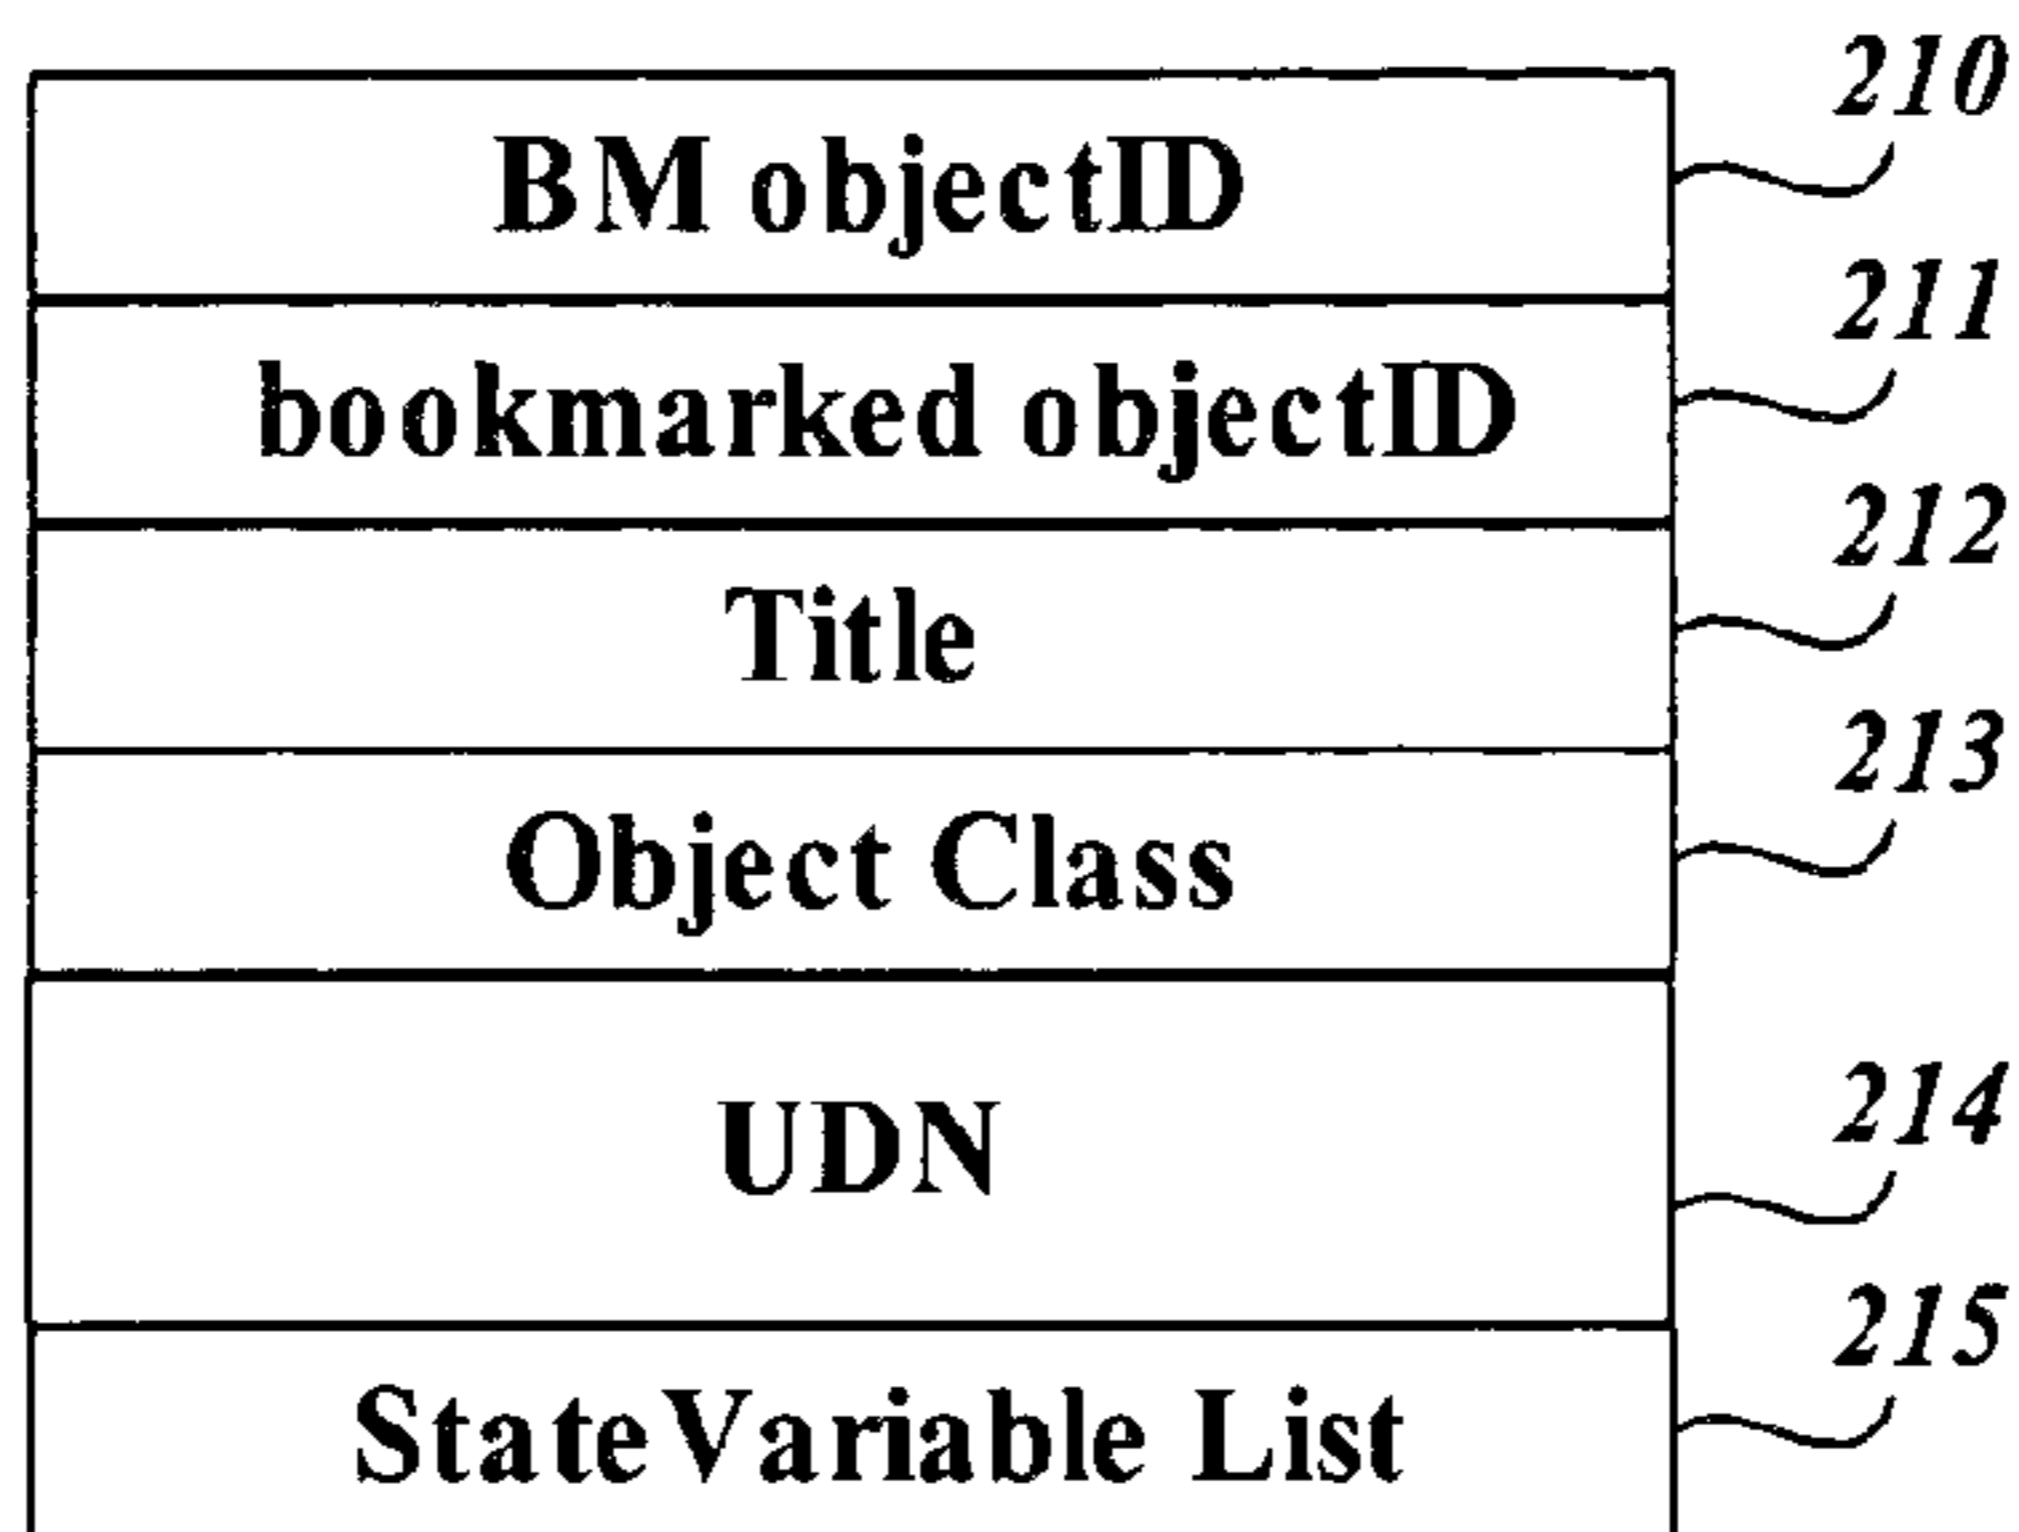 210
BM objectID
211
bookmarked objectID
212
Title
213
Object Class
214
UDN
215
StateVariable List